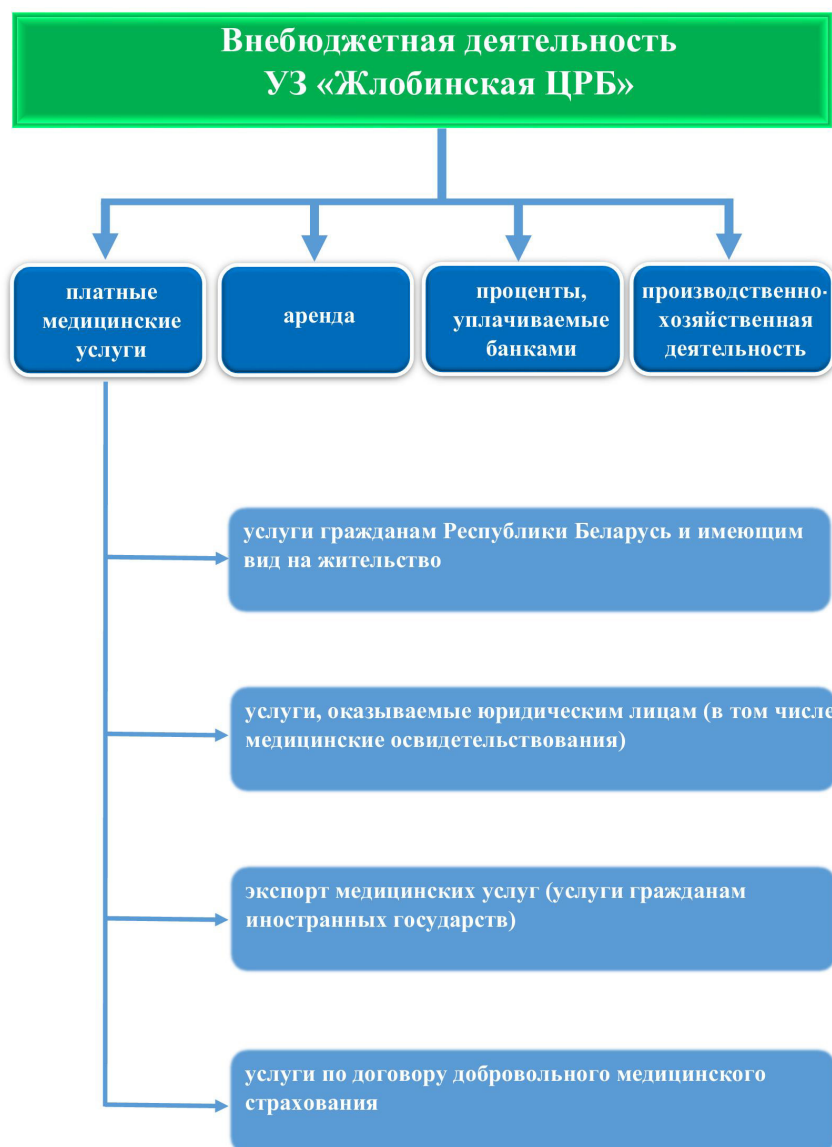 Внебюджетная деятельность
УЗ «Жлобинская ЦРБ»
платные
медицинские
услуги
аренда
проценты,
уплачиваемые
банками
производственно-
хозяйственная
деятельность
услуги гражданам Республики Беларусь и имеющим
вид на жительство
услуги, оказываемые юридическим лицам (в том числе
медицинские освидетельствования)
экспорт медицинских услуг (услуги гражданам
иностранных государств)
услуги по договору добровольного медицинского
страхования